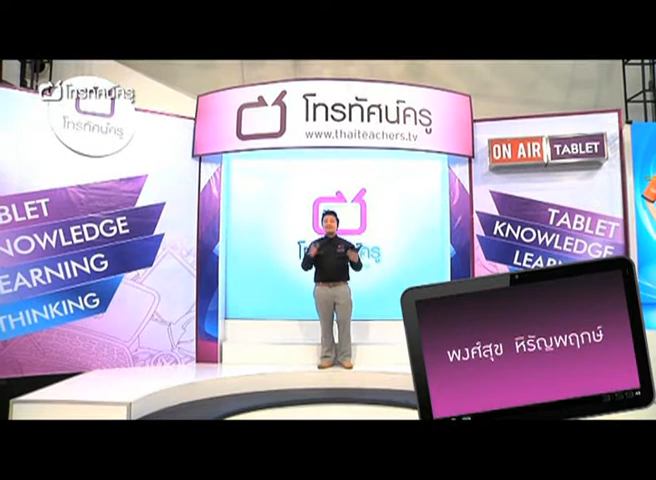 โทรทัศน์ครู
โทรทัศน์ครู
โทรทัศน์ครู
www.thaiteachers.tv
ON AIR TABLET
TABLET
KNOWLEDGE
LEARNING
THINKING
TABLET
KNOWLEDGE
พงศ์สุข หิรัญพฤกษ์